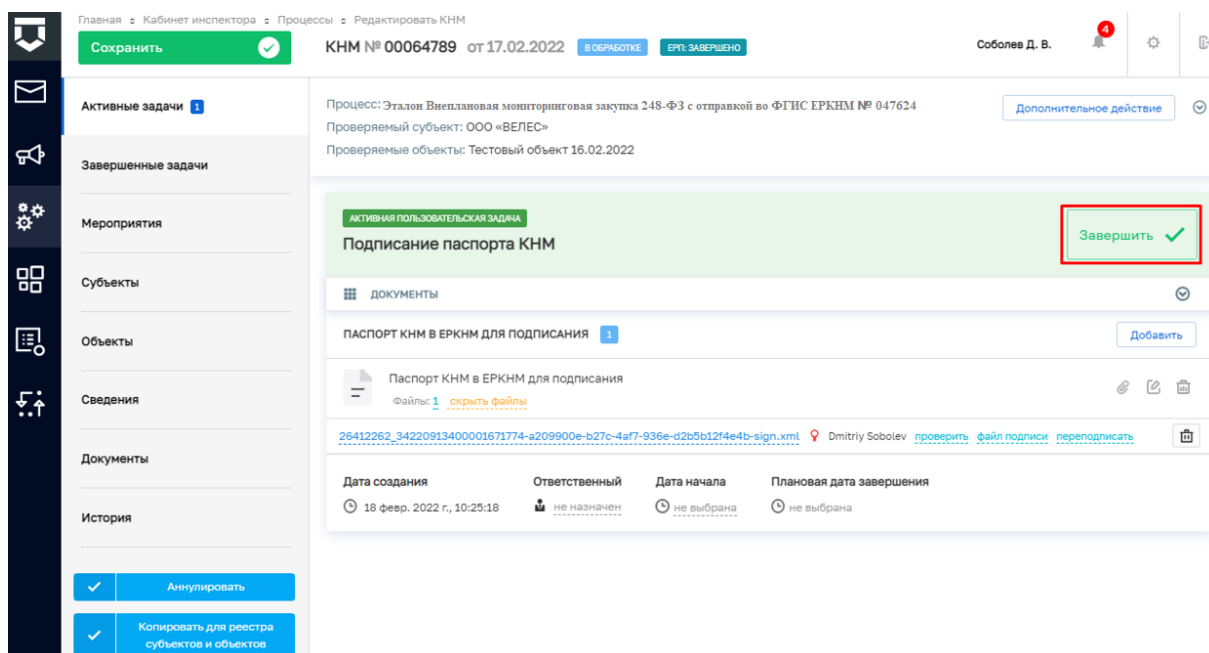 Главная Кабинет инспектора Процессы Редактировать КНМ
Сохранить
КНМ № 00064789 от 17.02.2022 В ОБРАБОТКЕ ЕРП: ЗАВЕРШЕНО
Соболев Д. В.
4
Активные задачи 1
Завершенные задачи
Мероприятия
Субъекты
Объекты
Сведения
Документы
История
Аннулировать
Копировать для реестра
субъектов и объектов
Процесс: Эталон Внеплановая мониторинговая закупка 248-ФЗ с отправкой во ФГИС ЕРКНМ № 047624
Дополнительное действие
Проверяемый субъект: ООО «ВЕЛЕС»
Проверяемые объекты: Тестовый объект 16.02.2022
АКТИВНАЯ ПОЛЬЗОВАТЕЛЬСКАЯ ЗАДАЧА
Подписание паспорта КНМ
Завершить
ДОКУМЕНТЫ
ПАСПОРТ КНМ В ЕРКНМ ДЛЯ ПОДПИСАНИЯ 1
Добавить
Паспорт КНМ в ЕРКНМ для подписания
Файлы: 1 скрыть файлы
26412262_34220913400001671774-a209900e-b27c-4af7-936e-d2b5b12f4e4b-sign.xml Dmitriy Sobolev проверить файл подписи переподписать
Дата создания Ответственный Дата начала Плановая дата завершения
18 февр. 2022 г., 10:25:18 не назначен не выбрана не выбрана